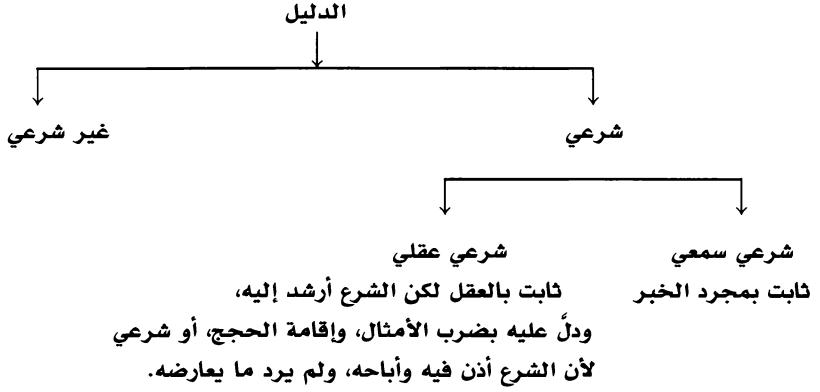 الدليل
شرعي
غير شرعي
شرعي سمعي
ثابت بمجرد الخبر
شرعي عقلي
ثابت بالعقل لكن الشرع أرشد إليه،
ودلَّ عليه بضرب الأمثال، وإقامة الحجج، أو شرعي
لأن الشرع أذن فيه وأباحه، ولم يرد ما يعارضه.